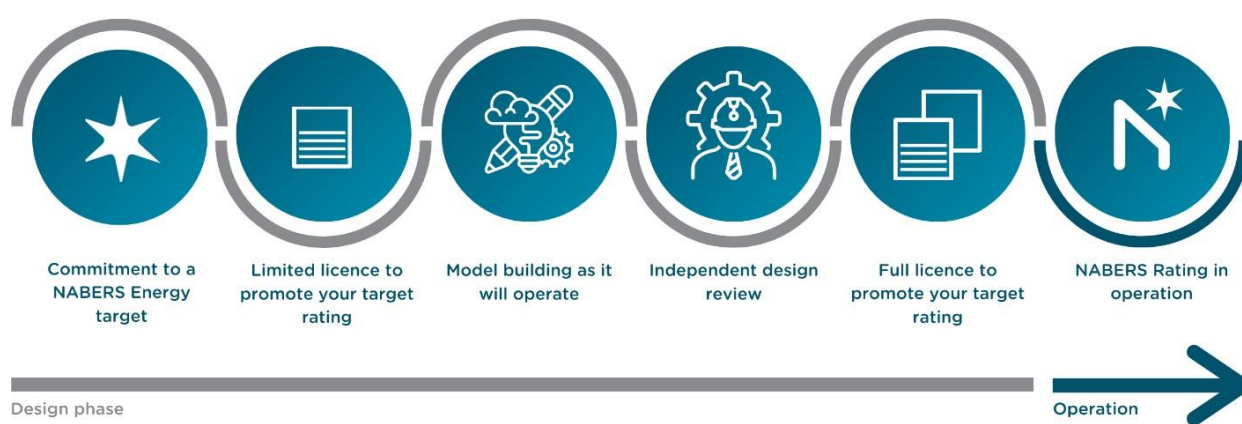 Commitment to a
NABERS Energy
target
Limited licence to
promote your target
rating
Model building as it
will operate
Independent design
review
Full licence to
promote your target
rating
NABERS Rating in
operation
Design phase
Operation